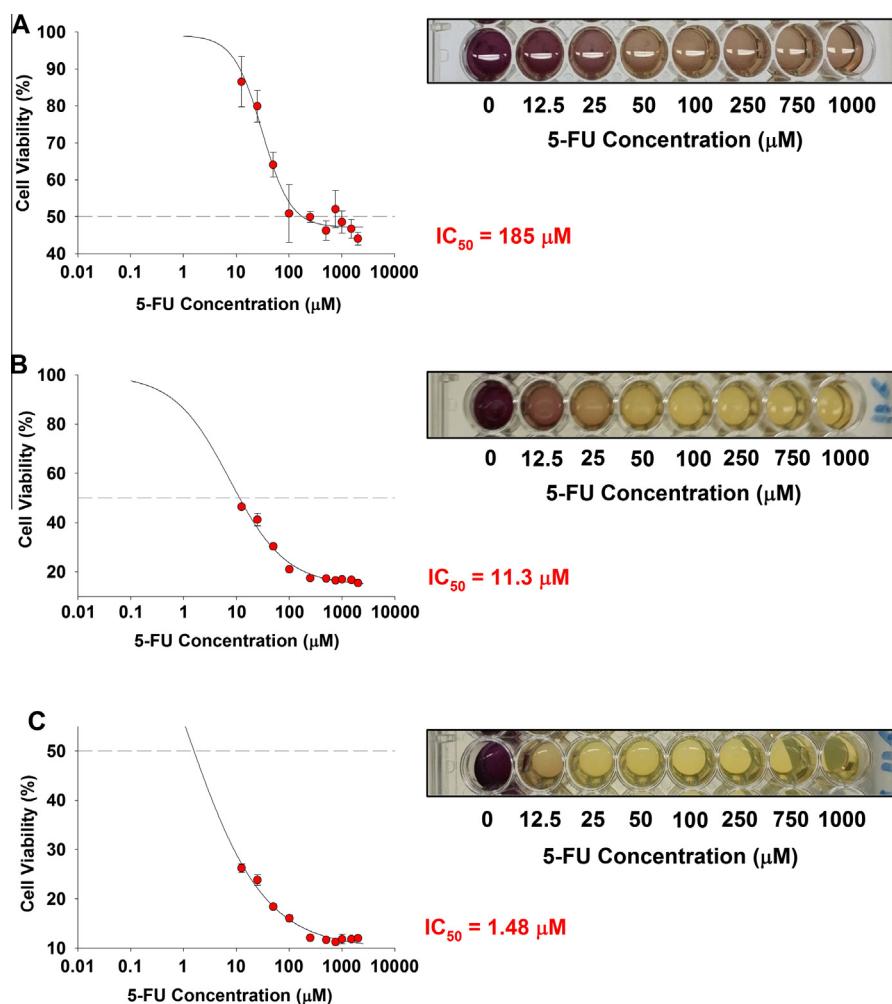 A
100
90
80
70
60
50
40
Cell Viability (%)
0.01 0.1 1 10 100 1000 10000
5-FU Concentration (μM)
0 12.5 25 50 100 250 750 1000
5-FU Concentration (μM)
IC50 = 185 μM
B
100
80
60
40
20
Cell Viability (%)
0.01 0.1 1 10 100 1000 10000
5-FU Concentration (μM)
0 12.5 25 50 100 250 750 1000
5-FU Concentration (μM)
IC50 = 11.3 μM
C
50
40
30
20
10
Cell Viability (%)
0.01 0.1 1 10 100 1000 10000
5-FU Concentration (μM)
0 12.5 25 50 100 250 750 1000
5-FU Concentration (μM)
IC50 = 1.48 μM